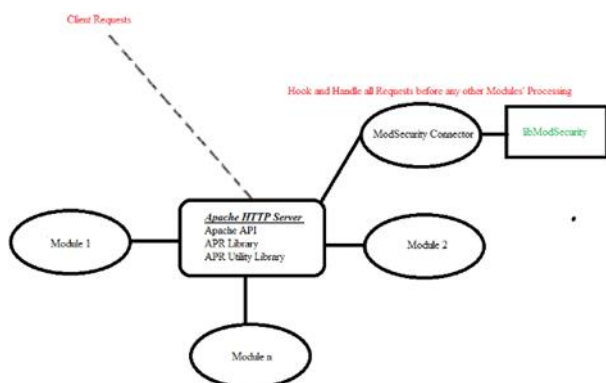 Client Requests
Hook and Handle all Requests before any other Modules' Processing
ModSecurity Connector
libModSecurity
Apache HTTP Server
Apache API
APR Library
APR Utility Library
Module 1
Module 2
Module n